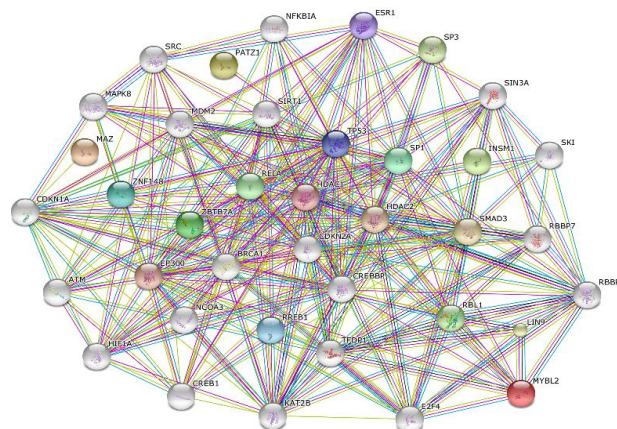 NFKBIA
ESR1
SRC
PATZ1
SP3
SIN3A
MAPK8
MDM2
SIRT1
TP53
MAZ
SP1
INSM1
SKI
ZNF148
RELA
HDAC1
CDKN1A
ZBTB7A
HDAC2
SMAD3
RBBP7
CDKN2A
BRCA1
EP300
ATM
CREBBP
NCOA3
RBL1
RREB1
LIN9
HIF1A
TFDP1
CREB1
MYBL2
KAT2B
E2F4